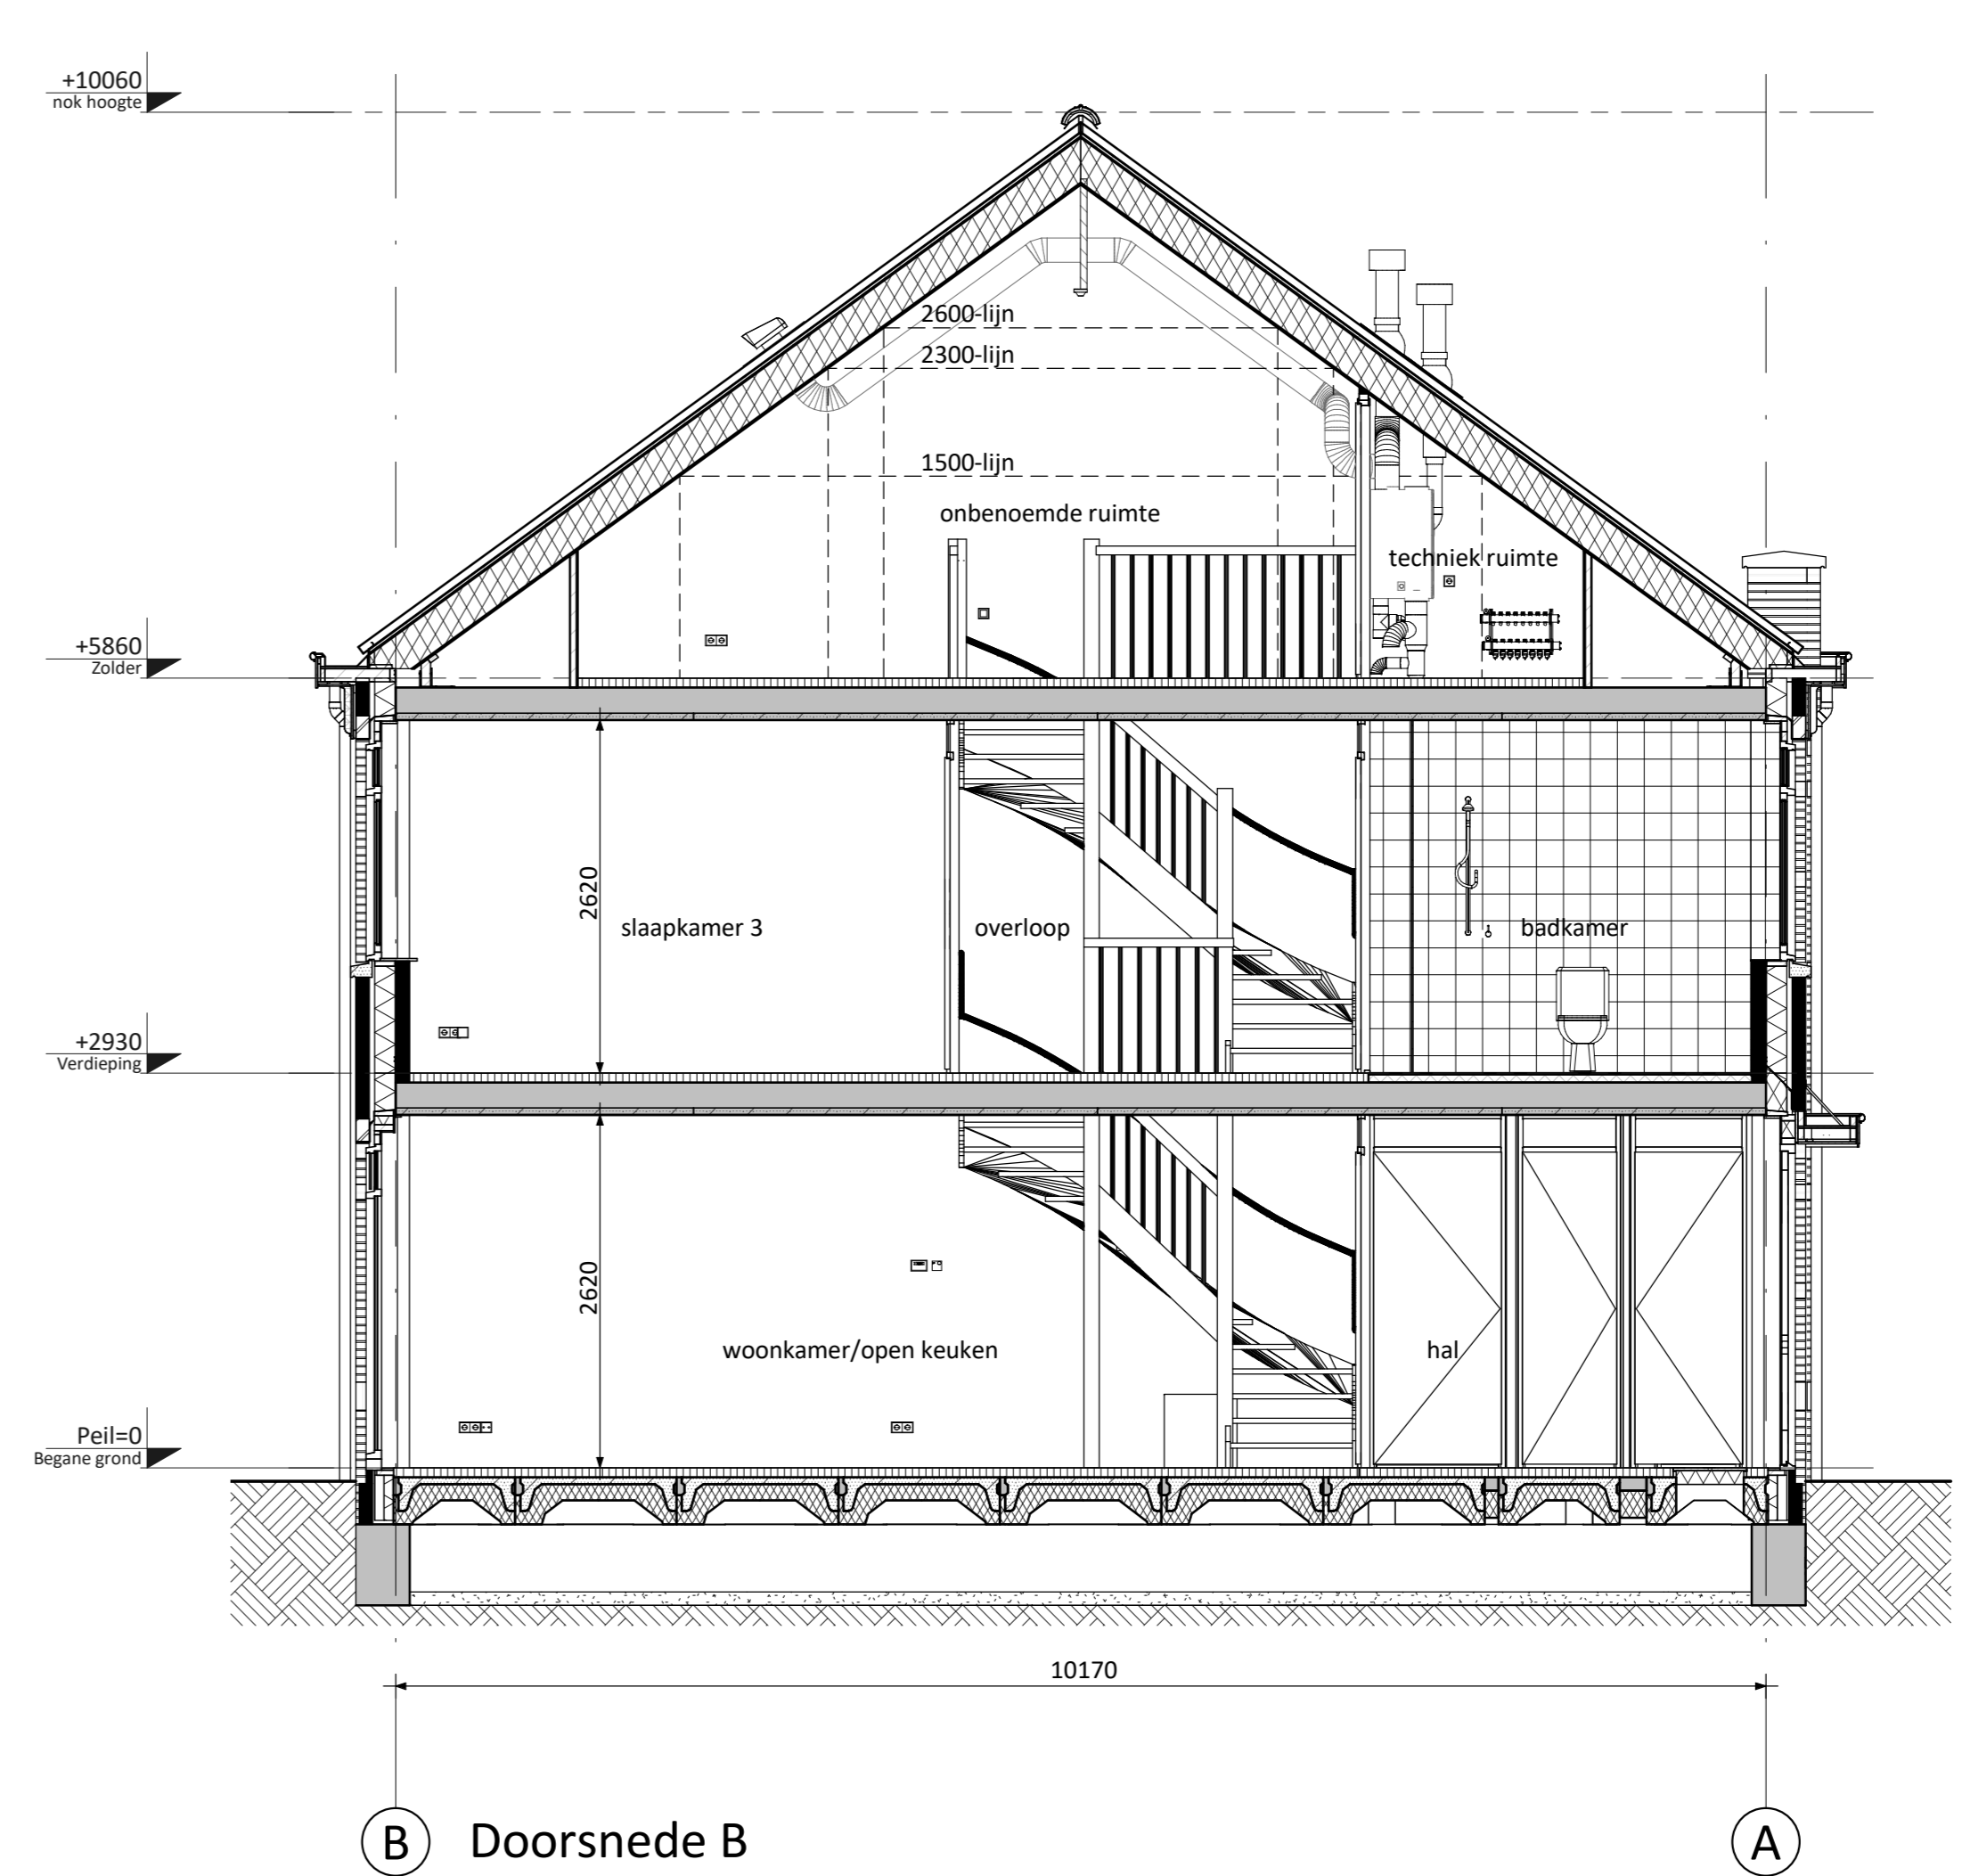 +10060
nok hoogte
2600-lijn
2300-lijn
1500-lijn
onbenoemde ruimte
techniek ruimte
+5860
Zolder
2620
slaapkamer 3
overloop
badkamer
+2930
Verdieping
2620
woonkamer/open keuken
hal
Peil=0
Begane grond
10170
B
Doorsnede B
A